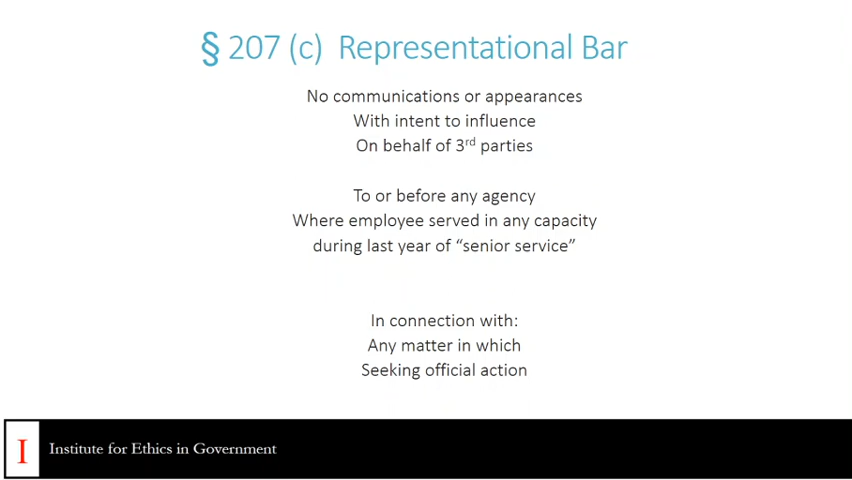 § 207 (c) Representational Bar
No communications or appearances
With intent to influence
On behalf of 3rd parties
To or before any agency
Where employee served in any capacity
during last year of “senior service”
In connection with:
Any matter in which
Seeking official action
I
Institute for Ethics in Government